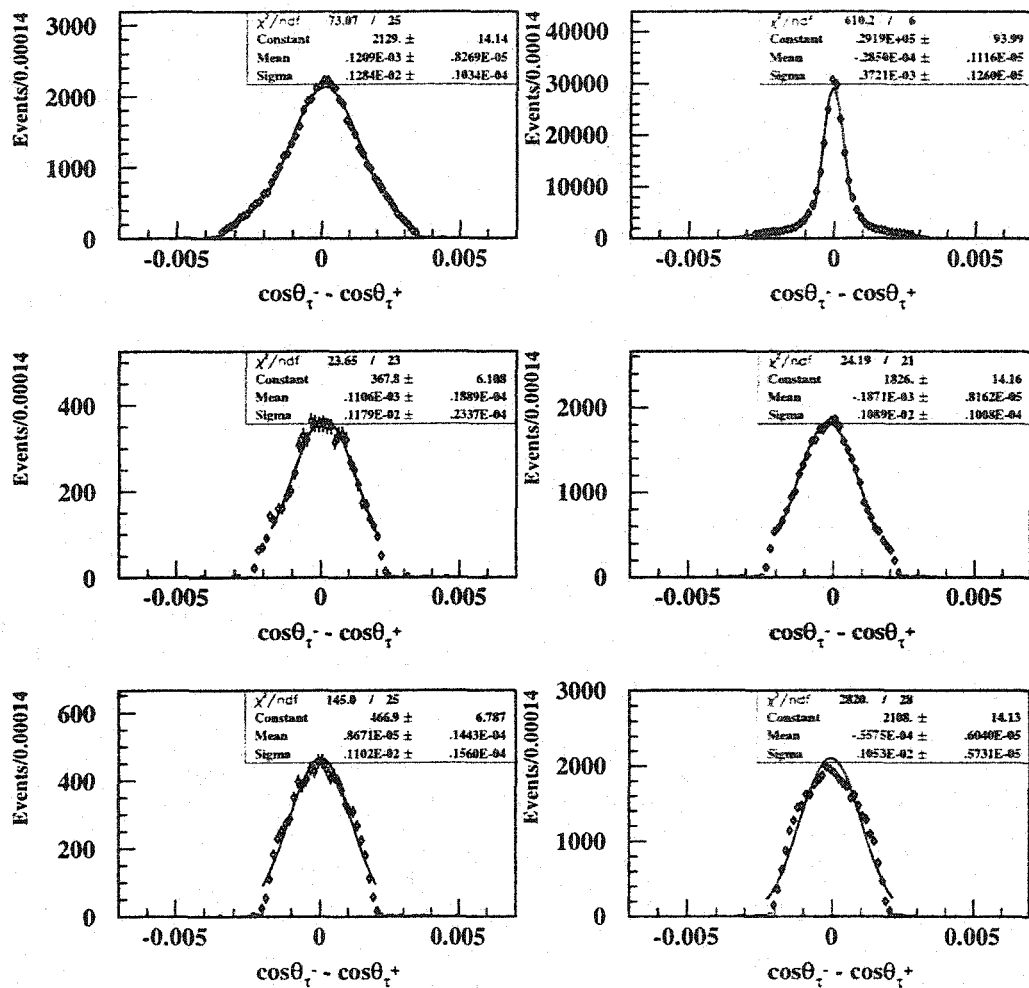 Events/0.00014
3000
2000
1000
0
χ²/ndf 73.07 / 25
Constant 2129. ± 14.14
Mean .1209E-03 ± .8269E-05
Sigma .1284E-02 ± .1034E-04
-0.005 0 0.005
cosθτ- - cosθτ+
Events/0.00014
40000
30000
20000
10000
0
χ²/ndf 610.2 / 6
Constant .2919E+05 ± 93.99
Mean -.2850E-04 ± .1116E-05
Sigma .3721E-03 ± .1260E-05
-0.005 0 0.005
cosθτ- - cosθτ+
Events/0.00014
400
200
0
χ²/ndf 23.65 / 23
Constant 367.8 ± 6.108
Mean .1106E-03 ± .1889E-04
Sigma .1179E-02 ± .2337E-04
-0.005 0 0.005
cosθτ- - cosθτ+
Events/0.00014
2000
1000
0
χ²/ndf 24.19 / 21
Constant 1826. ± 14.16
Mean -.1871E-03 ± .8162E-05
Sigma .1089E-02 ± .1008E-04
-0.005 0 0.005
cosθτ- - cosθτ+
Events/0.00014
600
400
200
0
χ²/ndf 145.0 / 25
Constant 466.9 ± 6.787
Mean .8671E-05 ± .1443E-04
Sigma .1102E-02 ± .1560E-04
-0.005 0 0.005
cosθτ- - cosθτ+
Events/0.00014
3000
2000
1000
0
χ²/ndf 2820. / 28
Constant 2108. ± 14.13
Mean -.5575E-04 ± .6040E-05
Sigma .1053E-02 ± .5731E-05
-0.005 0 0.005
cosθτ- - cosθτ+